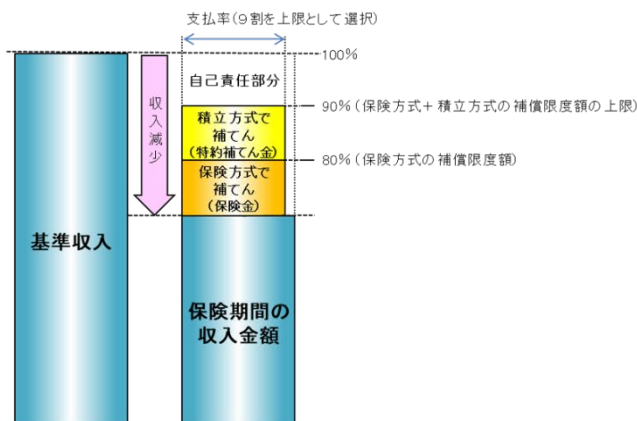 支払率(９割を上限として選択)
100%
自己責任部分
収入減少
90%(保険方式＋積立方式の補償限度額の上限)
積立方式で
補てん
(特約補てん金)
80%(保険方式の補償限度額)
保険方式で
補てん
(保険金)
基準収入
保険期間の
収入金額